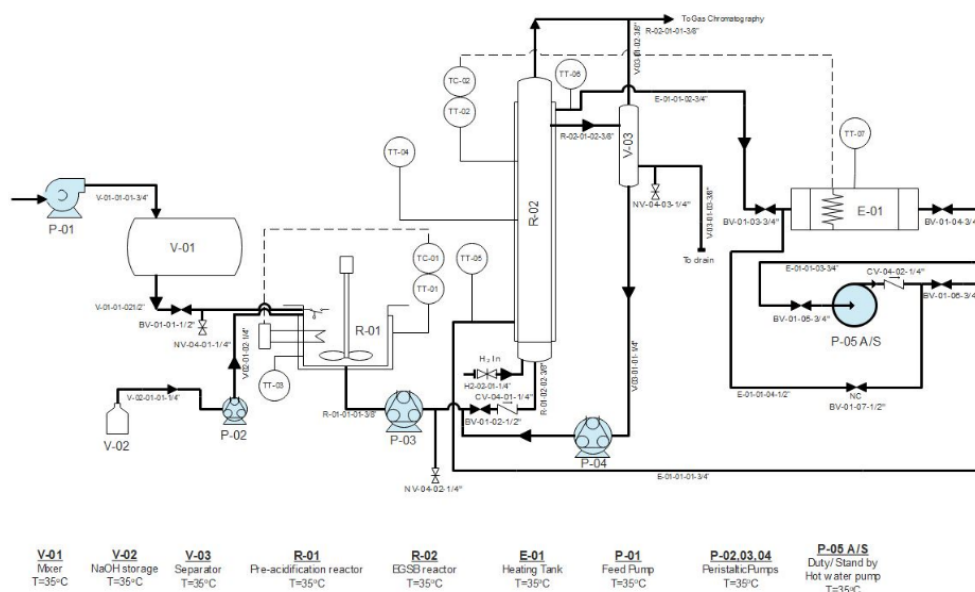 To Gas Chromatography
R-02-01-01-3/8"
V-03-01-02-3/8"
TC-02
TT-02
TT-06
E-01-01-02-3/4"
TT-04
R-02-01-02-3/8"
V-03
TT-07
V-01-01-01-3/4"
P-01
R-02
NV-04-03-1/4"
V-03-01-03-3/8"
BV-01-03-3/4"
E-01
BV-01-04-3/4
V-01
TC-01
TT-01
TT-05
To drain
E-01-01-03-3/4"
CV-04-02-1/4"
V-01-01-021/2"
BV-01-01-1/2"
NV-04-01-1/4"
R-01
BV-01-05-3/4"
BV-01-06-3/4
P-05 A/S
V-02-01-02-1/4"
V-03-01-01-1/4"
H₂ In
H2-02-01-1/4"
R-01-02-02-3/8"
TT-03
V-02-01-01-1/4"
CV-04-01-1/4"
E-01-01-04-1/2"
NC
BV-01-07-1/2"
V-02
P-02
R-01-01-01-3/8"
P-03
BV-01-02-1/2"
P-04
E-01-01-01-3/4"
NV-04-02-1/4"
V-01 V-02 V-03 R-01 R-02 E-01 P-01 P-02,03,04 P-05 A/S
Mixer NaOH storage Separator Pre-acidification reactor EGSB reactor Heating Tank Feed Pump Peristaltic Pumps Duty/ Stand by
Hot water pump
T=35°C T=35°C T=35°C T=35°C T=35°C T=35°C T=35°C T=35°C T=35°C